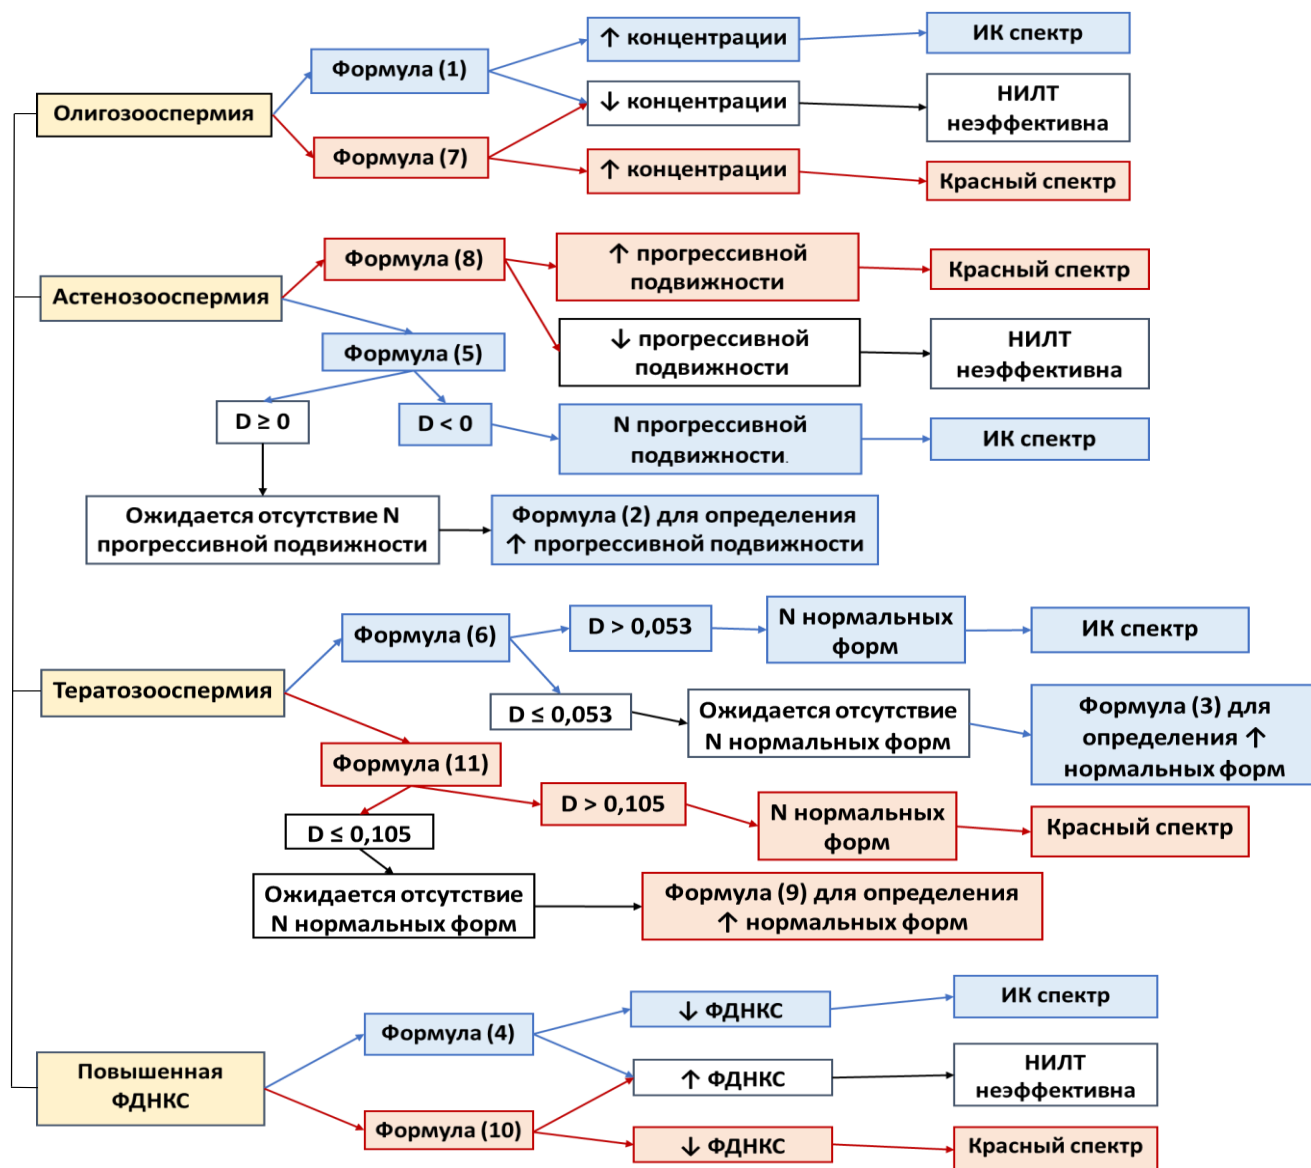 Олигозооспермия
Формула (1)
Формула (7)
↑ концентрации
↓ концентрации
↑ концентрации
ИК спектр
НИЛТ
неэффективна
Красный спектр
Астенозооспермия
Формула (8)
↑ прогрессивной
подвижности
Красный спектр
↓ прогрессивной
подвижности
НИЛТ
неэффективна
Формула (5)
D ≥ 0
D < 0
N прогрессивной
подвижности.
ИК спектр
Ожидается отсутствие N
прогрессивной подвижности
Формула (2) для определения
↑ прогрессивной подвижности
Тератозооспермия
Формула (6)
D > 0,053
N нормальных
форм
ИК спектр
D ≤ 0,053
Ожидается отсутствие
N нормальных форм
Формула (3) для
определения ↑
нормальных форм
Формула (11)
D > 0,105
N нормальных
форм
Красный спектр
D ≤ 0,105
Ожидается отсутствие
N нормальных форм
Формула (9) для определения
↑ нормальных форм
Повышенная
ФДНКС
Формула (4)
Формула (10)
↓ ФДНКС
ИК спектр
↑ ФДНКС
НИЛТ
неэффективна
↓ ФДНКС
Красный спектр